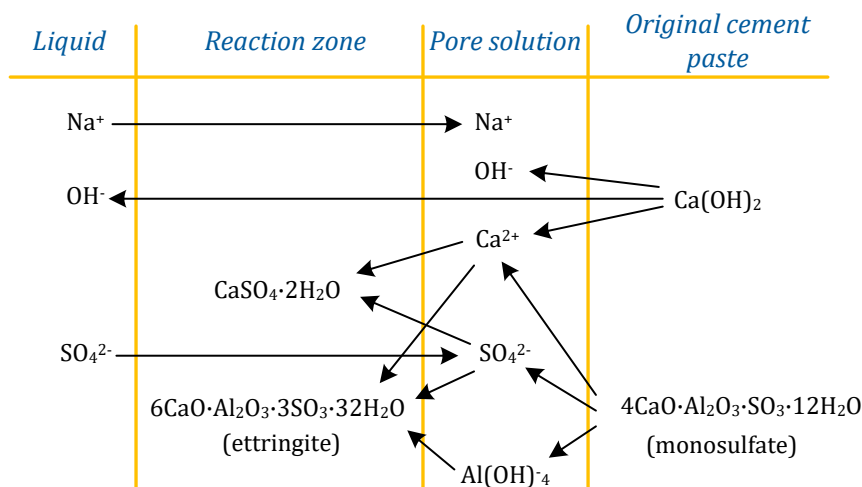 Liquid Reaction zone Pore solution Original cement
paste
Na⁺ Na⁺
OH⁻
OH⁻ Ca(OH)₂
Ca²⁺
CaSO₄·2H₂O
SO₄²⁻ SO₄²⁻
6CaO·Al₂O₃·3SO₃·32H₂O 4CaO·Al₂O₃·SO₃·12H₂O
(ettringite) (monosulfate)
Al(OH)⁻₄